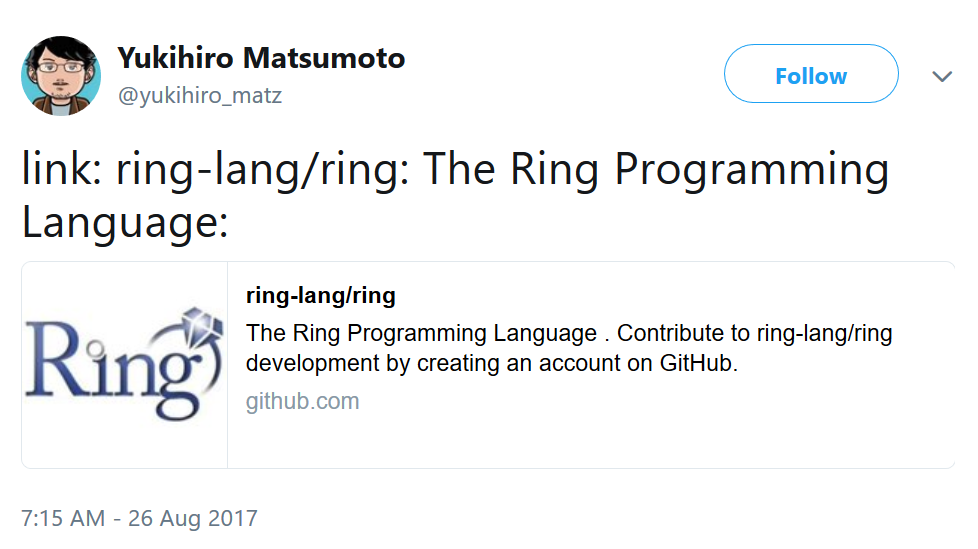 Yukihiro Matsumoto
@yukihiro_matz
Follow
link: ring-lang/ring: The Ring Programming
Language:
Ring
ring-lang/ring
The Ring Programming Language . Contribute to ring-lang/ring
development by creating an account on GitHub.
github.com
7:15 AM - 26 Aug 2017